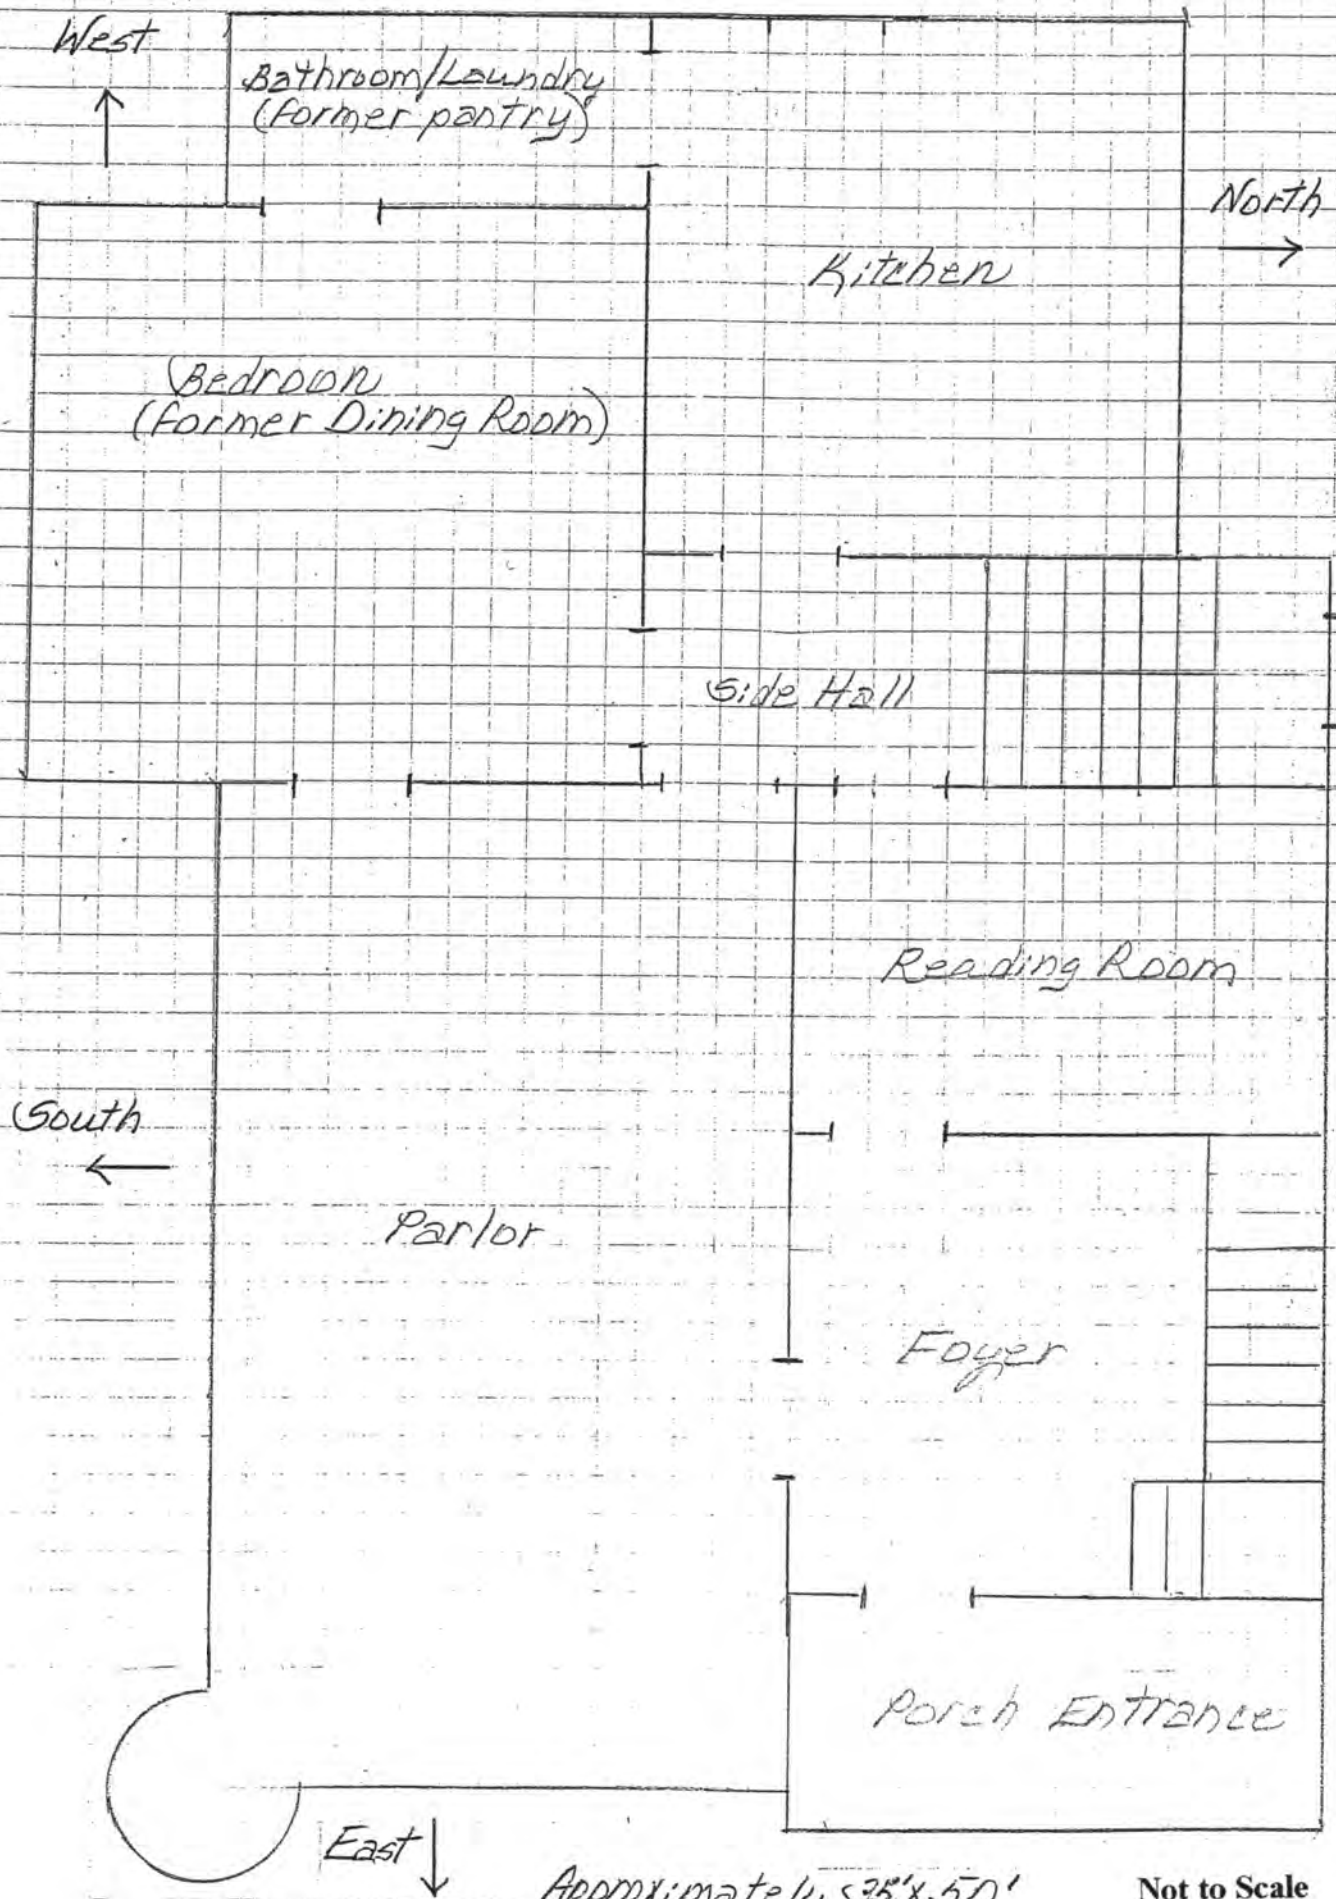 West
Bathroom/Laundry
(former pantry)
North
Kitchen
Bedroom
(former Dining Room)
Side Hall
Reading Room
South
Parlor
Foyer
Porch Entrance
East
Approximately 35' x 50'
Not to Scale